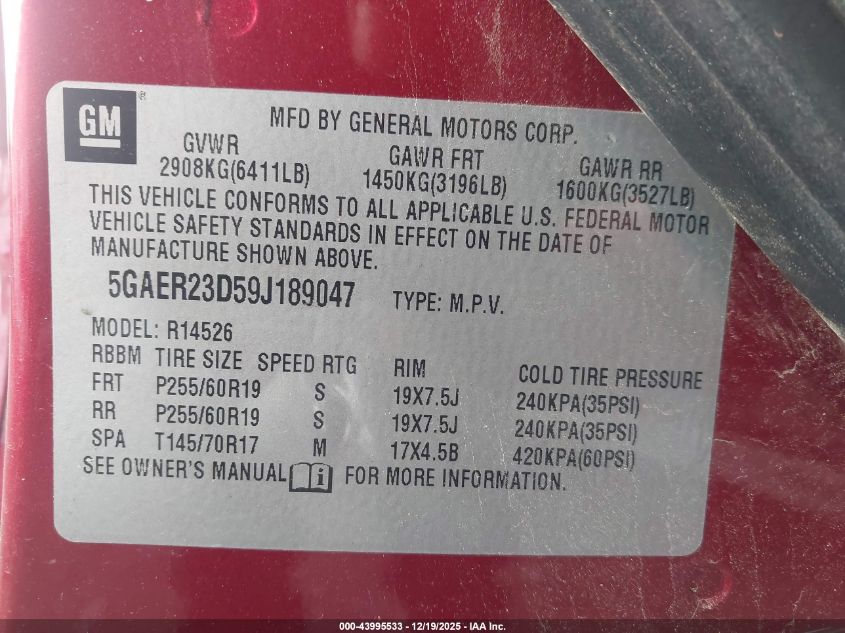 GM
MFD BY GENERAL MOTORS CORP.
GVWR GAWR FRT GAWR RR
2908KG(6411LB) 1450KG(3196LB) 1600KG(3527LB)
THIS VEHICLE CONFORMS TO ALL APPLICABLE U.S. FEDERAL MOTOR
VEHICLE SAFETY STANDARDS IN EFFECT ON THE DATE OF
MANUFACTURE SHOWN ABOVE.
5GAER23D59J189047 TYPE: M.P.V.
MODEL: R14526
RBBM TIRE SIZE SPEED RTG RIM COLD TIRE PRESSURE
FRT P255/60R19 S 19X7.5J 240KPA(35PSI)
RR P255/60R19 S 19X7.5J 240KPA(35PSI)
SPA T145/70R17 M 17X4.5B 420KPA(60PSI)
SEE OWNER'S MANUAL i FOR MORE INFORMATION.
000-43995533 - 12/19/2025 - IAA Inc.